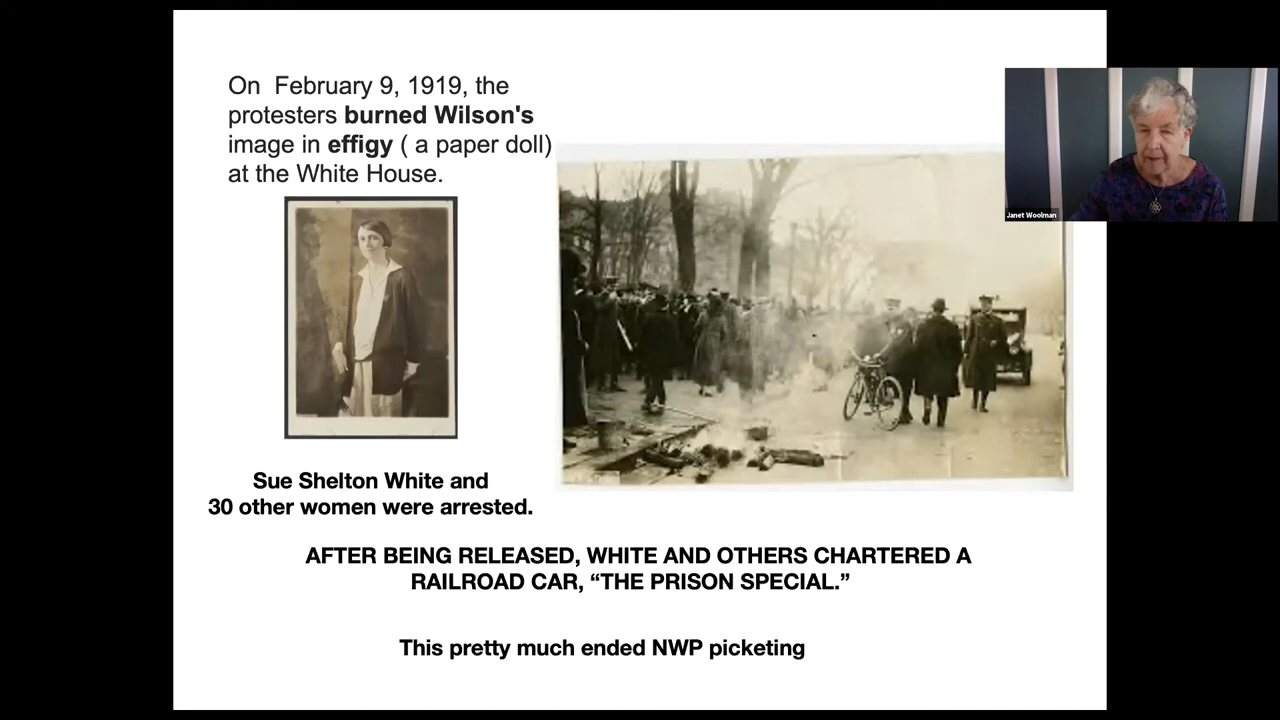 On  February 9, 1919, the
protesters burned Wilson's
image in effigy ( a paper doll)
at the White House.
Janet Woolman
Sue Shelton White and
30 other women were arrested.
AFTER BEING RELEASED, WHITE AND OTHERS CHARTERED A
RAILROAD CAR, “THE PRISON SPECIAL.”
This pretty much ended NWP picketing